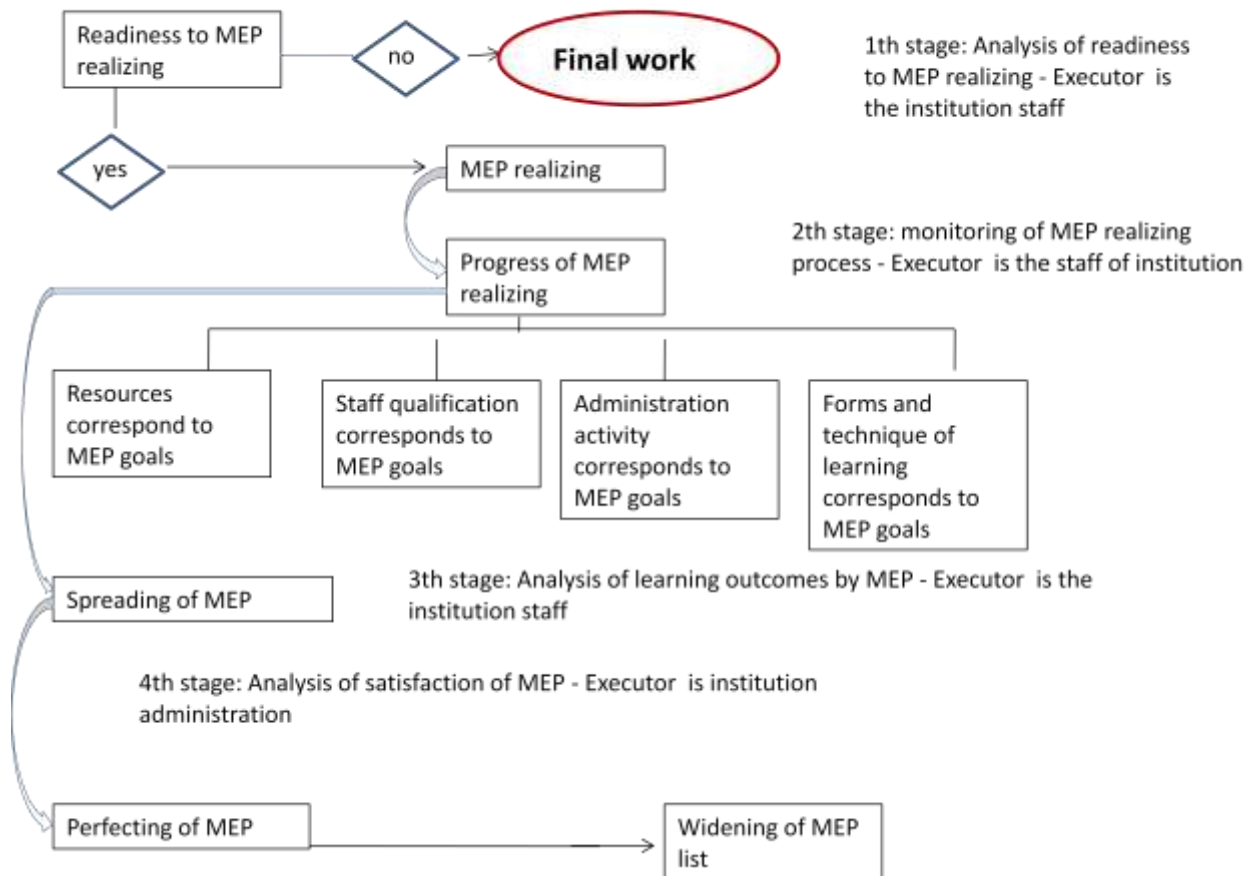 Readiness to MEP
realizing
no
Final work
1th stage: Analysis of readiness
to MEP realizing - Executor is
the institution staff
yes
MEP realizing
2th stage: monitoring of MEP realizing
process - Executor is the staff of institution
Progress of MEP
realizing
Resources
correspond to
MEP goals
Staff qualification
corresponds to
MEP goals
Administration
activity
corresponds to
MEP goals
Forms and
technique of
learning
corresponds to
MEP goals
3th stage: Analysis of learning outcomes by MEP - Executor is the
institution staff
Spreading of MEP
4th stage: Analysis of satisfaction of MEP - Executor is institution
administration
Perfecting of MEP
Widening of MEP
list